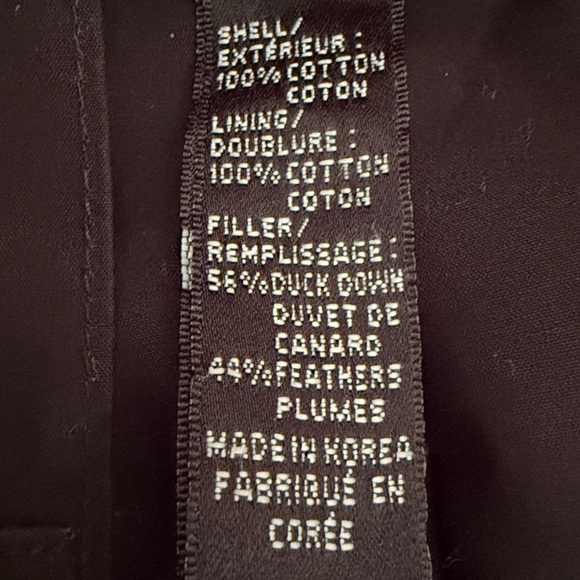 SHELL/
EXTÉRIEUR :
100% COTTON
COTON
LINING/
DOUBLURE :
100% COTTON
COTON
FILLER/
REMPLISSAGE :
56% DUCK DOWN
DUVET DE
CANARD
44% FEATHERS
PLUMES
MADE IN KOREA
FABRIQUÉ EN
CORÉE